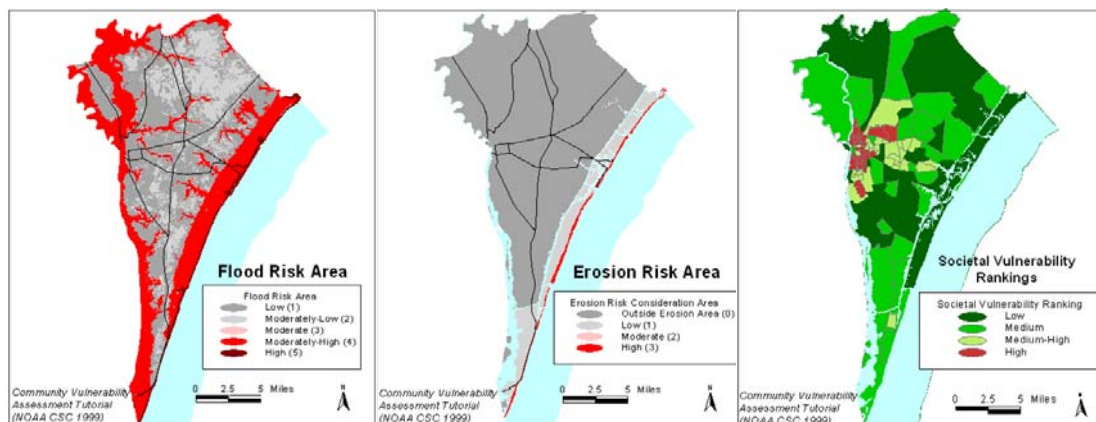 Flood Risk Area
Flood Risk Area
Low (1)
Moderately-Low (2)
Moderate (3)
Moderately-High (4)
High (5)
Community Vulnerability
Assessment Tutorial
(NOAA CSC 1999)
0 2.5 5 Miles
N
Erosion Risk Area
Erosion Risk Consideration Area
Outside Erosion Area (0)
Low (1)
Moderate (2)
High (3)
Community Vulnerability
Assessment Tutorial
(NOAA CSC 1999)
0 2.5 5 Miles
N
Societal Vulnerability
Rankings
Societal Vulnerability Ranking
Low
Medium
Medium-High
High
Community Vulnerability
Assessment Tutorial
(NOAA CSC 1999)
0 2.5 5 Miles
N